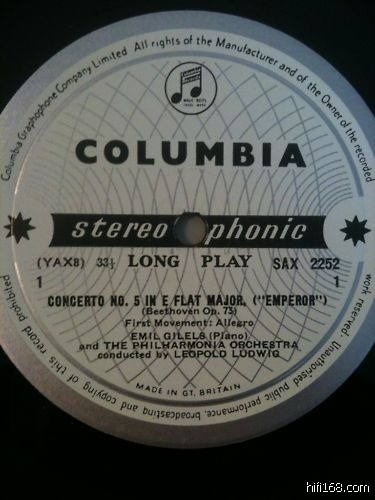 Columbia Graphophone Company Limited All rights of the Manufacturer and of the Owner of the recorded work reserved. Unauthorised public performance, broadcasting and copying of this record prohibited
COLUMBIA
stereo phonic
(YAX8) 33⅓ LONG PLAY SAX 2252
1 1
CONCERTO NO. 5 IN E FLAT MAJOR, ("EMPEROR")
(Beethoven Op. 73)
First Movement: Allegro
EMIL GILELS (Piano)
and THE PHILHARMONIA ORCHESTRA
conducted by LEOPOLD LUDWIG
MADE IN GT. BRITAIN
hifi168.com